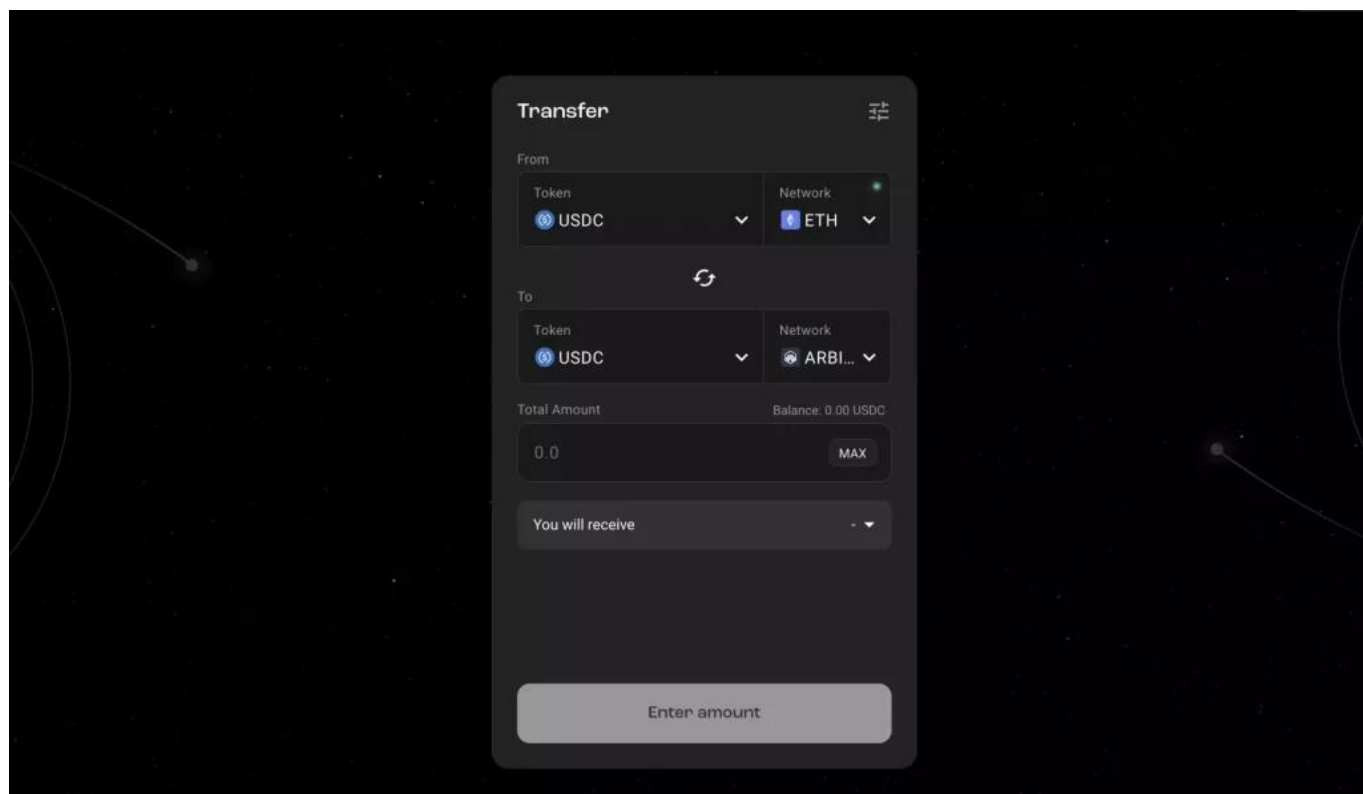 Transfer
From
Token
Network
USDC
ETH
To
Token
Network
USDC
ARBI...
Total Amount
Balance: 0.00 USDC
0.0
MAX
You will receive
-
Enter amount